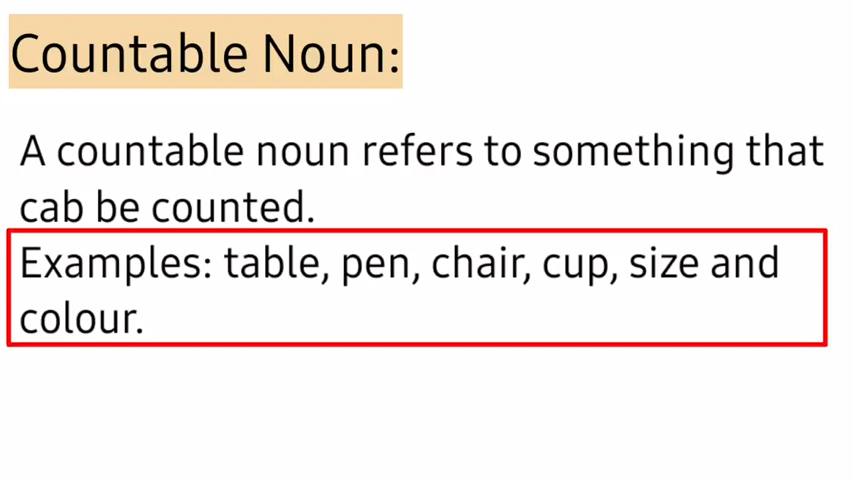 Countable Noun:
A countable noun refers to something that
cab be counted.
Examples: table, pen, chair, cup, size and
colour.